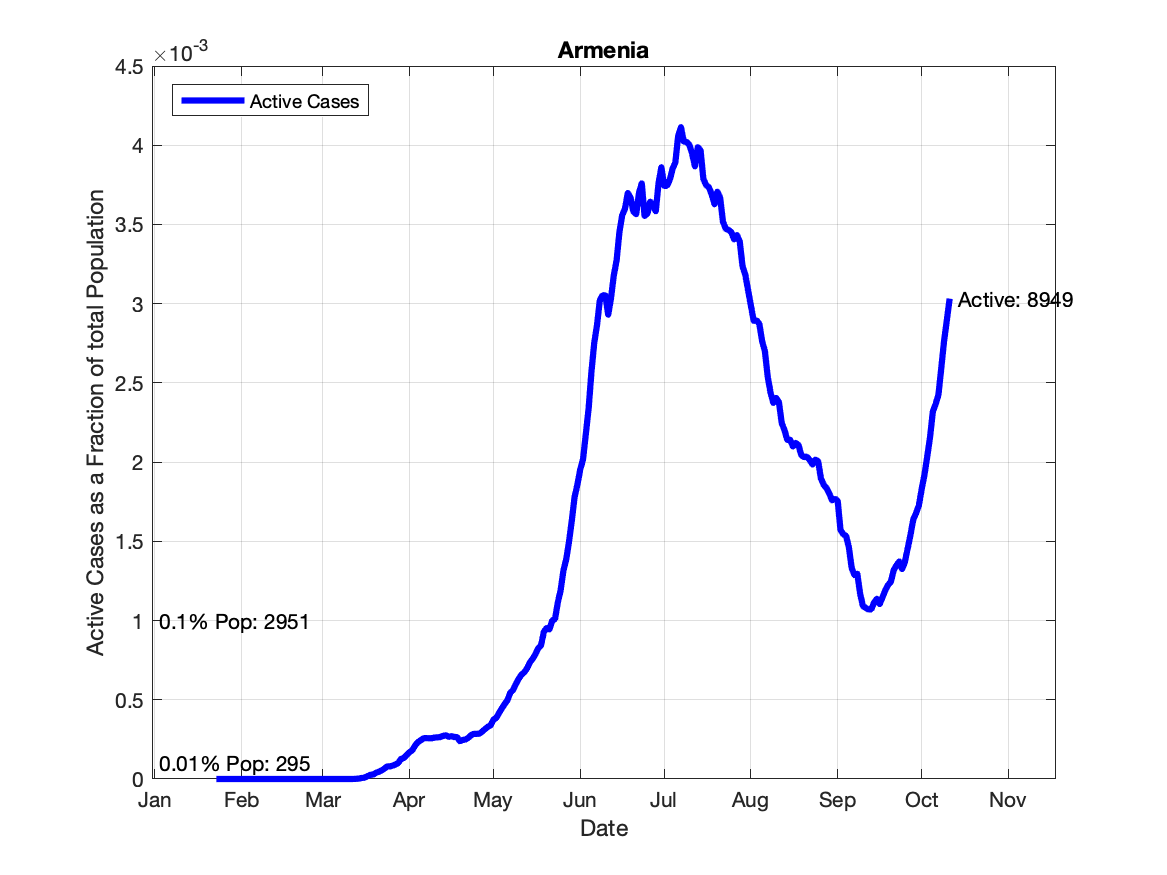 Armenia
×10-3
4.5
4
3.5
3
2.5
2
1.5
1
0.5
0
Active Cases
Active: 8949
0.1% Pop: 2951
0.01% Pop: 295
Active Cases as a Fraction of total Population
Jan Feb Mar Apr May Jun Jul Aug Sep Oct Nov
Date